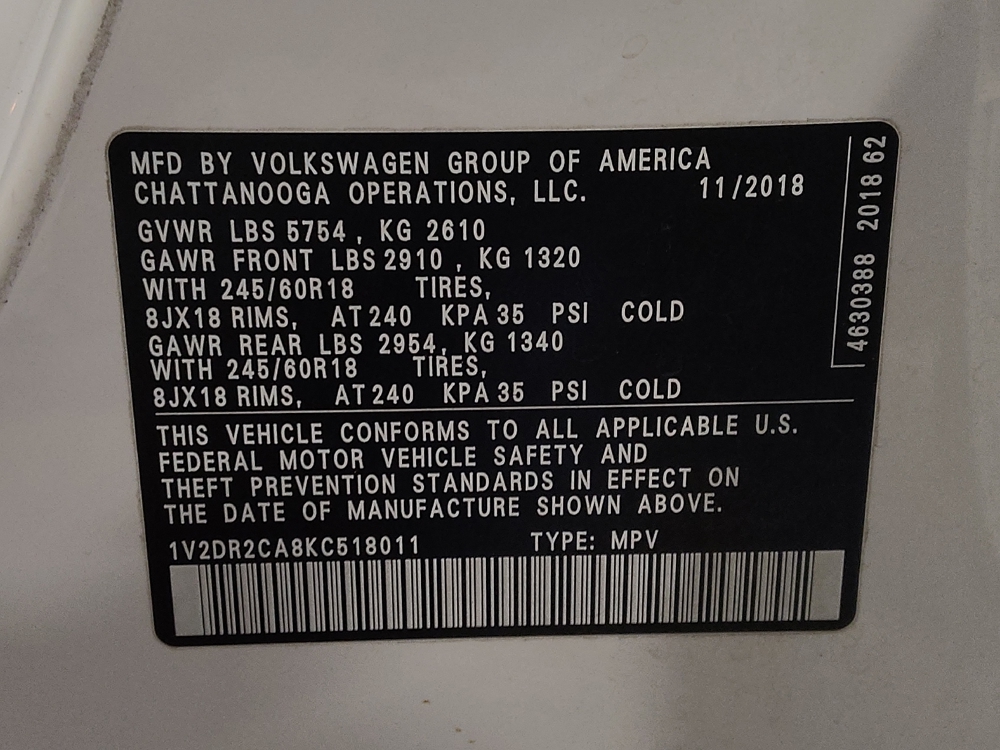 MFD BY VOLKSWAGEN GROUP OF AMERICA
CHATTANOOGA OPERATIONS, LLC. 11/2018
GVWR LBS 5754 , KG 2610
GAWR FRONT LBS 2910 , KG 1320
WITH 245/60R18 TIRES,
8JX18 RIMS, AT 240 KPA 35 PSI COLD
GAWR REAR LBS 2954, KG 1340
WITH 245/60R18 TIRES,
8JX18 RIMS, AT 240 KPA 35 PSI COLD
THIS VEHICLE CONFORMS TO ALL APPLICABLE U.S.
FEDERAL MOTOR VEHICLE SAFETY AND
THEFT PREVENTION STANDARDS IN EFFECT ON
THE DATE OF MANUFACTURE SHOWN ABOVE.
1V2DR2CA8KC518011 TYPE: MPV
4630388 2018 62